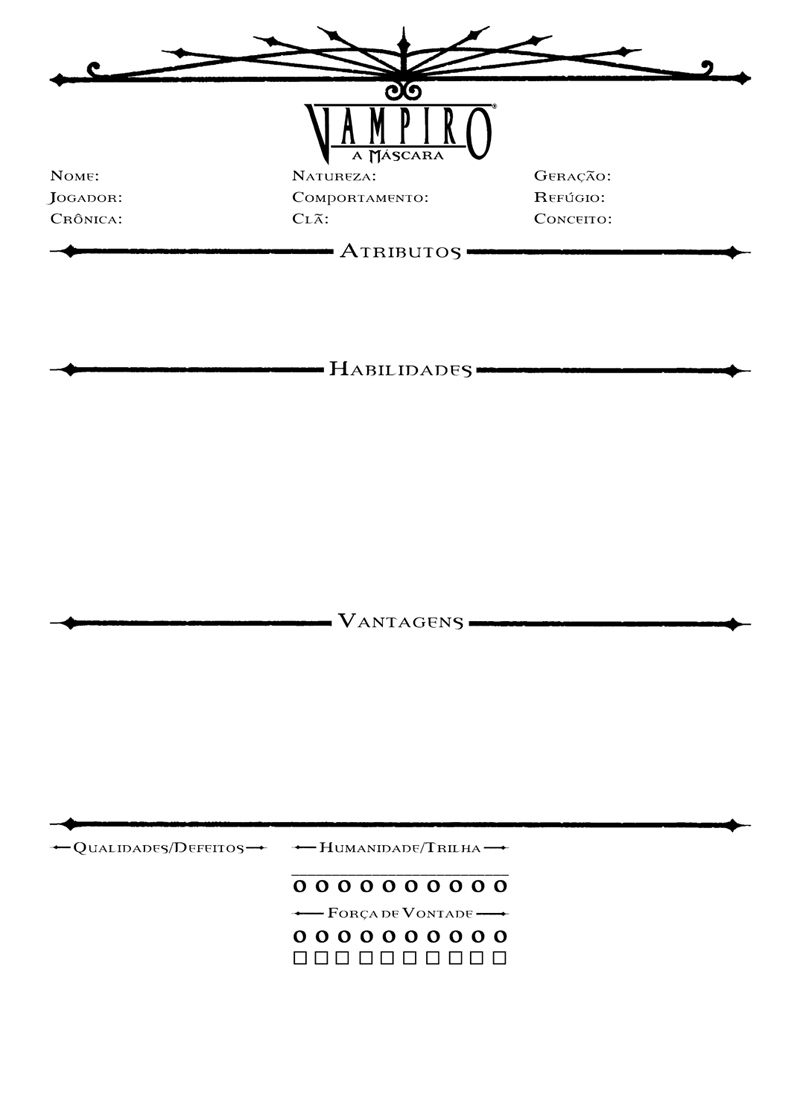 VAMPIRO®
A MÁSCARA
NOME: NATUREZA: GERAÇÃO:
JOGADOR: COMPORTAMENTO: REFÚGIO:
CRÔNICA: CLÃ: CONCEITO:
ATRIBUTOS
HABILIDADES
VANTAGENS
QUALIDADES/DEFEITOS HUMANIDADE/TRILHA
O O O O O O O O O O
FORÇA DE VONTADE
O O O O O O O O O O
□ □ □ □ □ □ □ □ □ □